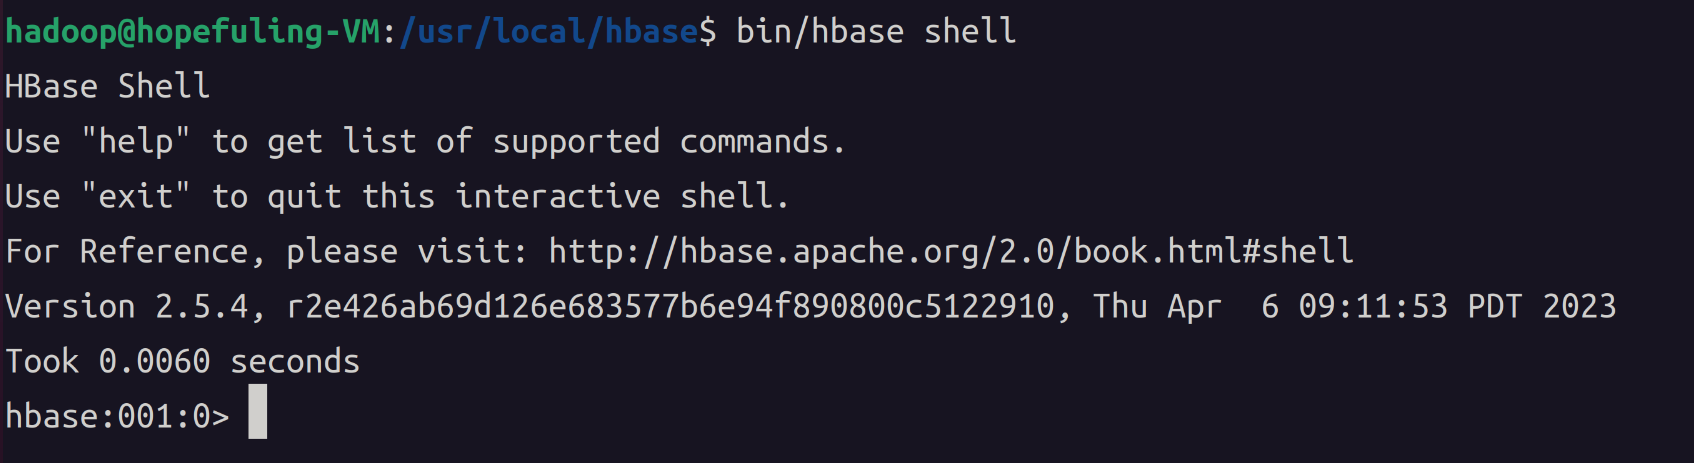 hadoop@hopefuling-VM:/usr/local/hbase$ bin/hbase shell
HBase Shell
Use "help" to get list of supported commands.
Use "exit" to quit this interactive shell.
For Reference, please visit: http://hbase.apache.org/2.0/book.html#shell
Version 2.5.4, r2e426ab69d126e683577b6e94f890800c5122910, Thu Apr  6 09:11:53 PDT 2023
Took 0.0060 seconds
hbase:001:0>